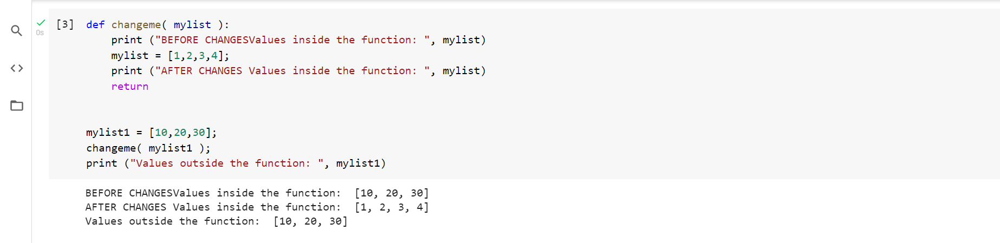 0s
[3] def changeme( mylist ):
    print ("BEFORE CHANGESValues inside the function: ", mylist)
    mylist = [1,2,3,4];
    print ("AFTER CHANGES Values inside the function: ", mylist)
    return
mylist1 = [10,20,30];
changeme( mylist1 );
print ("Values outside the function: ", mylist1)
BEFORE CHANGESValues inside the function:  [10, 20, 30]
AFTER CHANGES Values inside the function:  [1, 2, 3, 4]
Values outside the function:  [10, 20, 30]